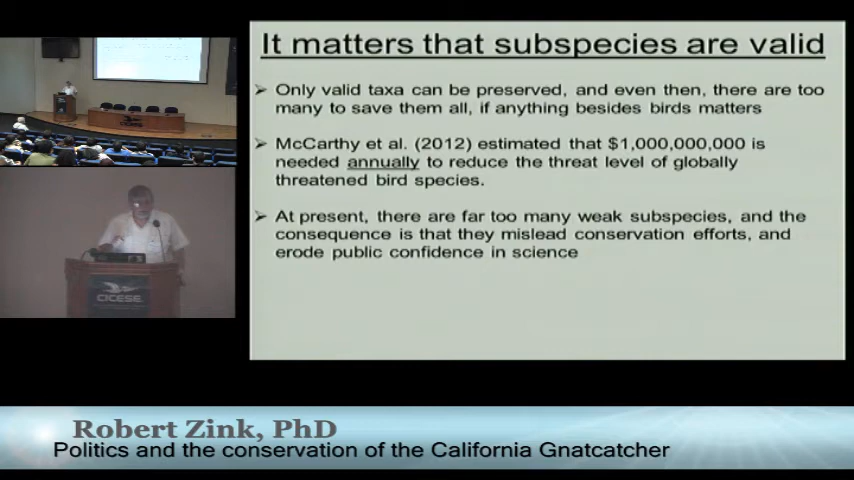 It matters that subspecies are valid
➢ Only valid taxa can be preserved, and even then, there are too
many to save them all, if anything besides birds matters
➢ McCarthy et al. (2012) estimated that $1,000,000,000 is
needed annually to reduce the threat level of globally
threatened bird species.
➢ At present, there are far too many weak subspecies, and the
consequence is that they mislead conservation efforts, and
erode public confidence in science
CICESE
Robert Zink, PhD
Politics and the conservation of the California Gnatcatcher